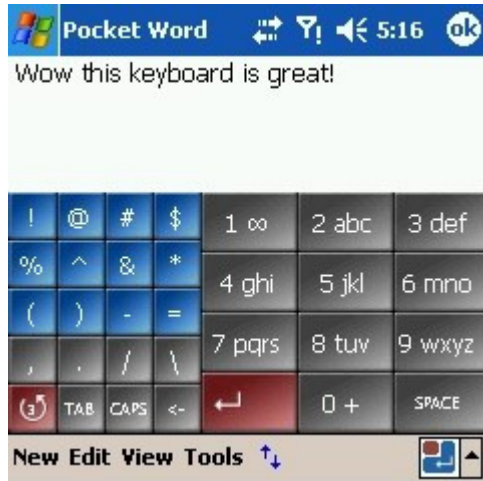 Pocket Word 5:16 ok
Wow this keyboard is great!
! @ # $ 1 ∞ 2 abc 3 def
% ^ & * 4 ghi 5 jkl 6 mno
( ) - = 7 pqrs 8 tuv 9 wxyz
, . / \
3 TAB CAPS <- 0 + SPACE
New Edit View Tools